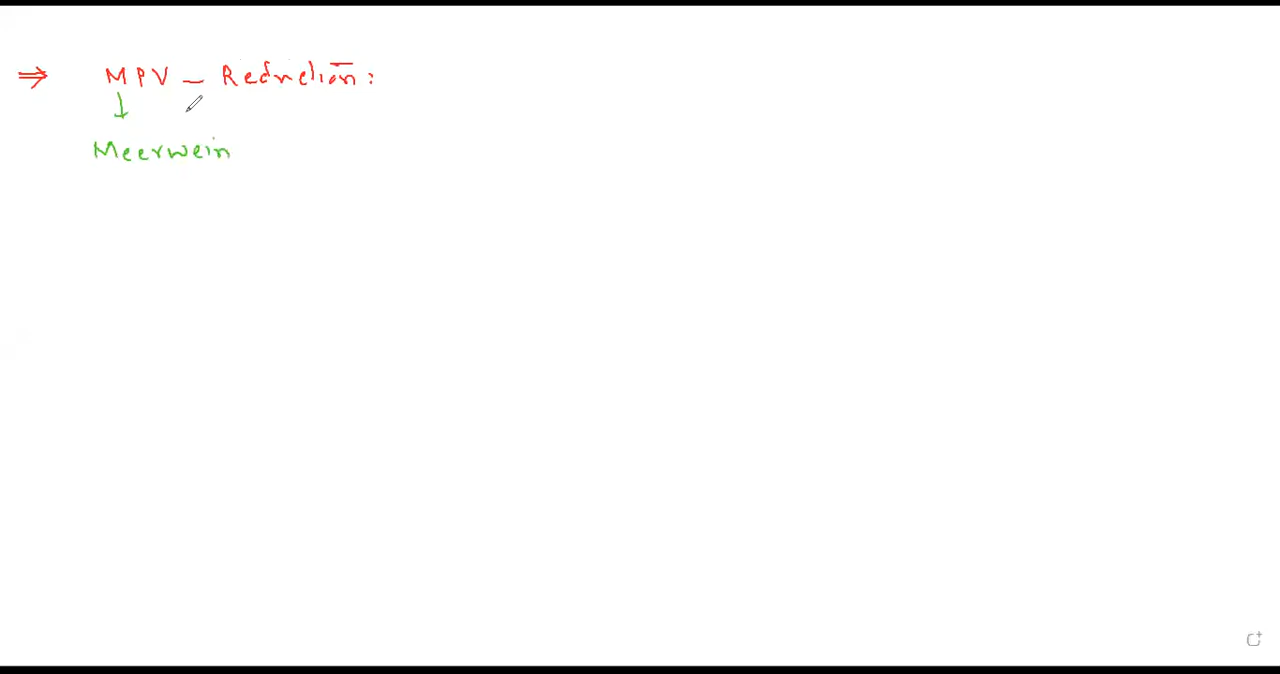 ⇒ MPV – Reduction :
↓
Meerwein